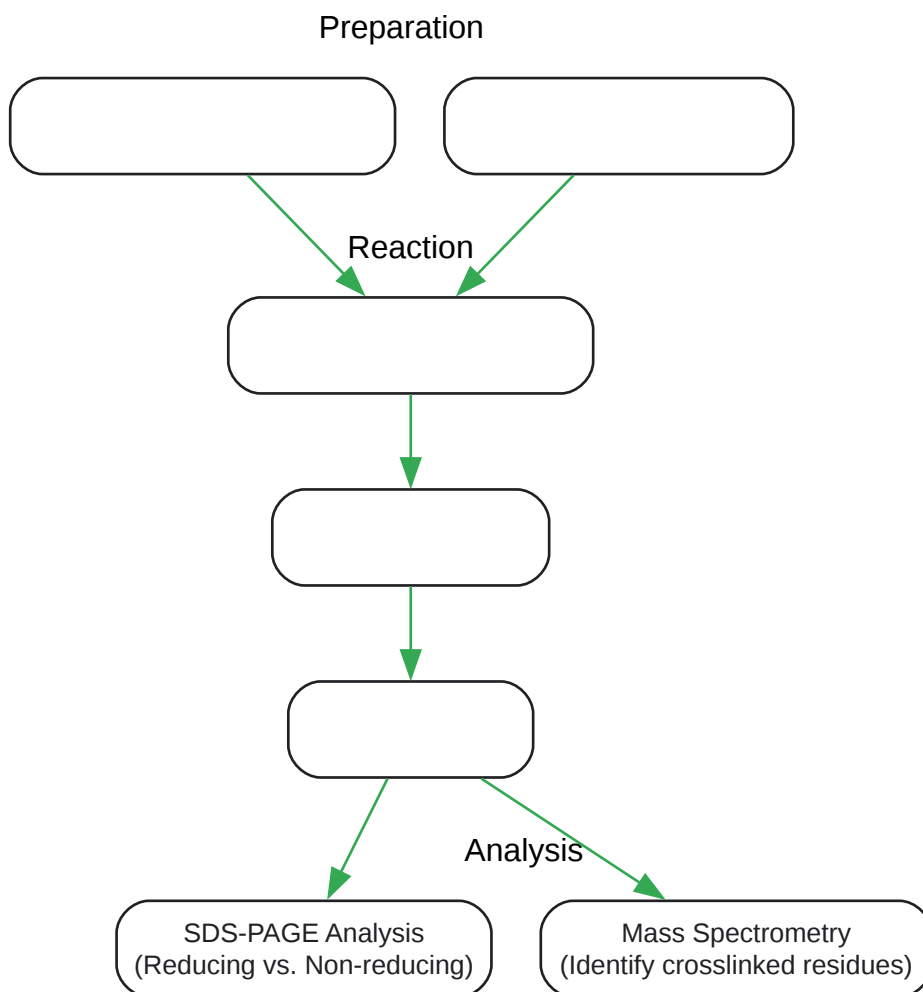 Preparation
Reaction
Analysis
SDS-PAGE Analysis
(Reducing vs. Non-reducing)
Mass Spectrometry
(Identify crosslinked residues)